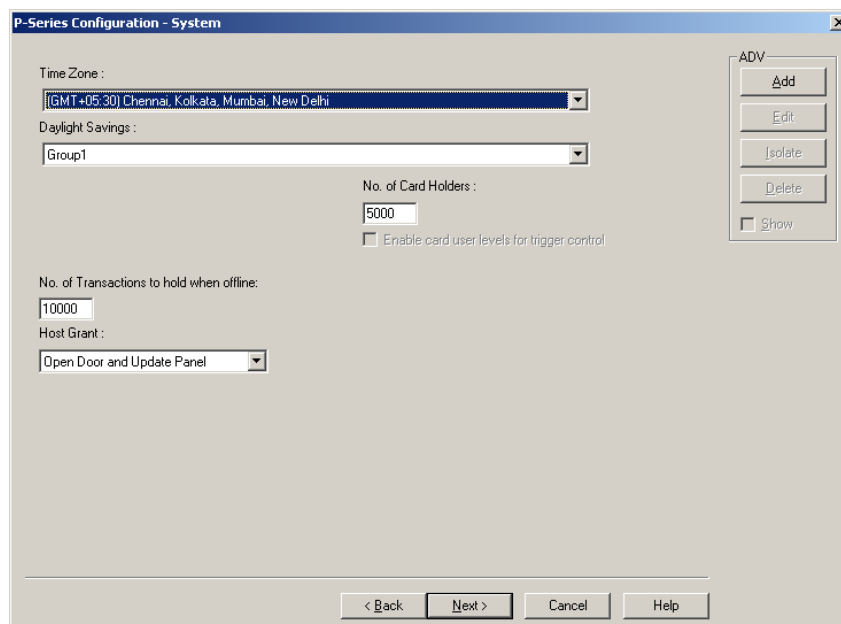 P-Series Configuration - System
Time Zone :
(GMT+05:30) Chennai, Kolkata, Mumbai, New Delhi
Daylight Savings :
Group1
No. of Card Holders :
5000
Enable card user levels for trigger control
No. of Transactions to hold when offline:
10000
Host Grant :
Open Door and Update Panel
ADV
Add
Edit
Isolate
Delete
Show
< Back
Next >
Cancel
Help